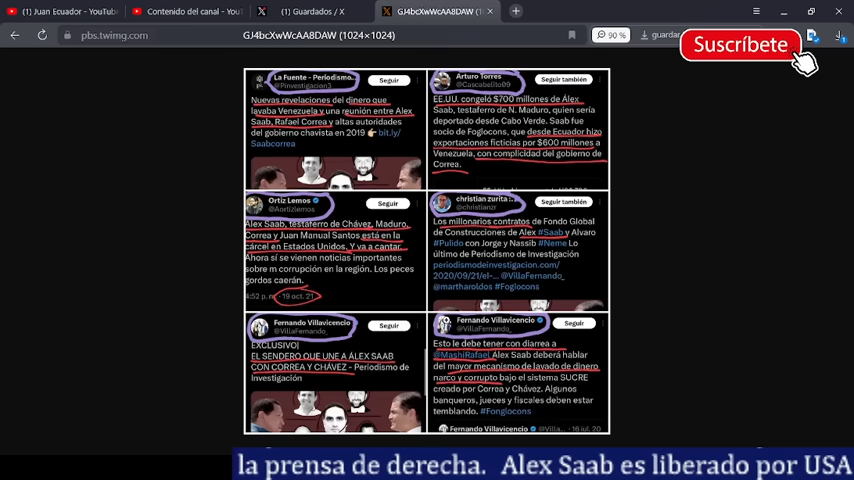 (1) Juan Ecuador - YouTube
Contenido del canal - YouT
(1) Guardados / X
GJ4bcXwWcAA8DAW (1
pbs.twimg.com
GJ4bcXwWcAA8DAW (1024×1024)
90 %
guardar
Suscríbete
La Fuente - Periodismo..
@Pinvestigacion3
Seguir
Nuevas revelaciones del dinero que
lavaba Venezuela y una reunión entre Alex
Saab, Rafael Correa y altas autoridades
del gobierno chavista en 2019 👉 bit.ly/
Saabcorrea
Arturo Torres
@Cascabelito09
Seguir también
EE.UU. congeló $700 millones de Álex
Saab, testaferro de N. Maduro, quien sería
deportado desde Cabo Verde. Saab fue
socio de Foglocons, que desde Ecuador hizo
exportaciones ficticias por $600 millones a
Venezuela, con complicidad del gobierno de
Correa.
Ortiz Lemos
@Aortizlemos
Seguir
Alex Saab, testaferro de Chávez, Maduro,
Correa y Juan Manual Santos está en la
cárcel en Estados Unidos. Y va a cantar.
Ahora sí se vienen noticias importantes
sobre m corrupción en la región. Los peces
gordos caerán.
4:52 p. m · 19 oct. 21
christian zurita :.
@christianzr
Seguir también
Los millonarios contratos de Fondo Global
de Construcciones de Alex #Saab y Alvaro
#Pulido con Jorge y Nassib #Neme Lo
último de Periodismo de Investigación
periodismodeinvestigacion.com/
2020/09/21/el-... @VillaFernando_
@martharoldos #Foglocons
Fernando Villavicencio
@VillaFernando_
Seguir
EXCLUSIVO|
EL SENDERO QUE UNE A ÁLEX SAAB
CON CORREA Y CHÁVEZ - Periodismo de
Investigación
Fernando Villavicencio
@VillaFernando_
Seguir
Esto le debe tener con diarrea a
@MashiRafael Alex Saab deberá hablar
del mayor mecanismo de lavado de dinero
narco y corrupto bajo el sistema SUCRE
creado por Correa y Chávez. Algunos
banqueros, jueces y fiscales deben estar
temblando. #Fonglocons
Fernando Villavicencio @Villa... · 16 jul. 20
la prensa de derecha. Alex Saab es liberado por USA